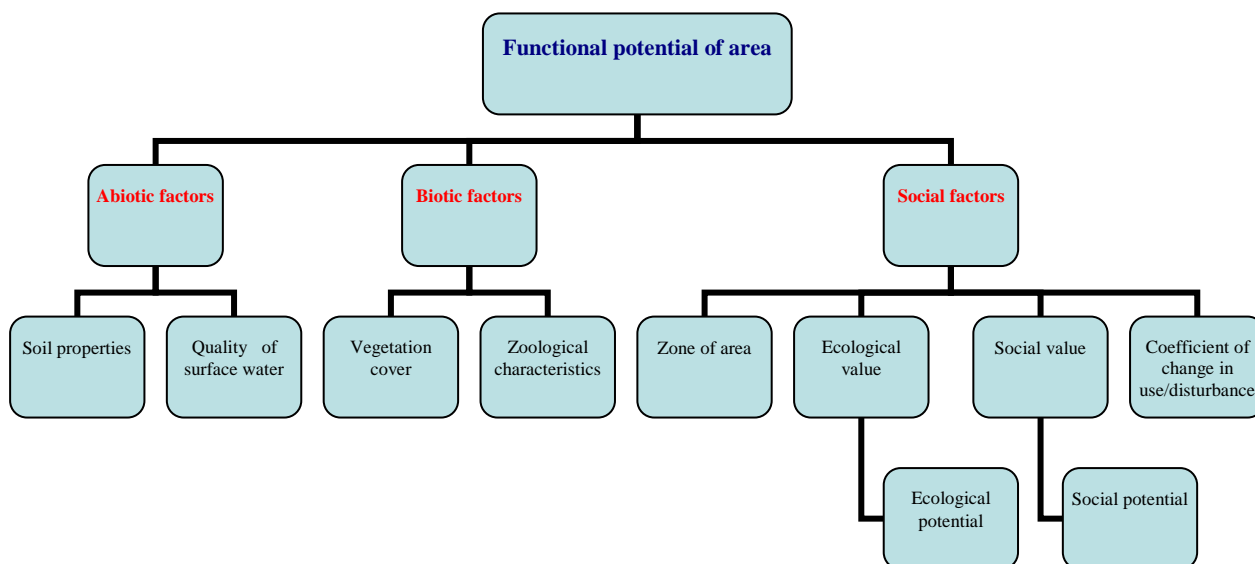 Functional potential of area
Abiotic factors
Biotic factors
Social factors
Soil properties
Quality of
surface water
Vegetation
cover
Zoological
characteristics
Zone of area
Ecological
value
Social value
Coefficient of
change in
use/disturbance
Ecological
potential
Social potential